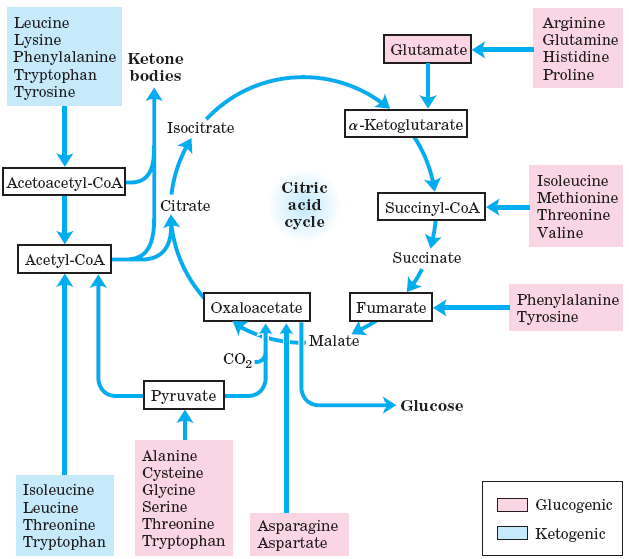 Leucine
Lysine
Phenylalanine
Tryptophan
Tyrosine
Ketone
bodies
Glutamate
Arginine
Glutamine
Histidine
Proline
Isocitrate
α-Ketoglutarate
Acetoacetyl-CoA
Citrate
Citric
acid
cycle
Succinyl-CoA
Isoleucine
Methionine
Threonine
Valine
Acetyl-CoA
Succinate
Oxaloacetate
Fumarate
Phenylalanine
Tyrosine
Malate
CO₂
Pyruvate
Glucose
Alanine
Cysteine
Glycine
Serine
Threonine
Tryptophan
Isoleucine
Leucine
Threonine
Tryptophan
Asparagine
Aspartate
Glucogenic
Ketogenic